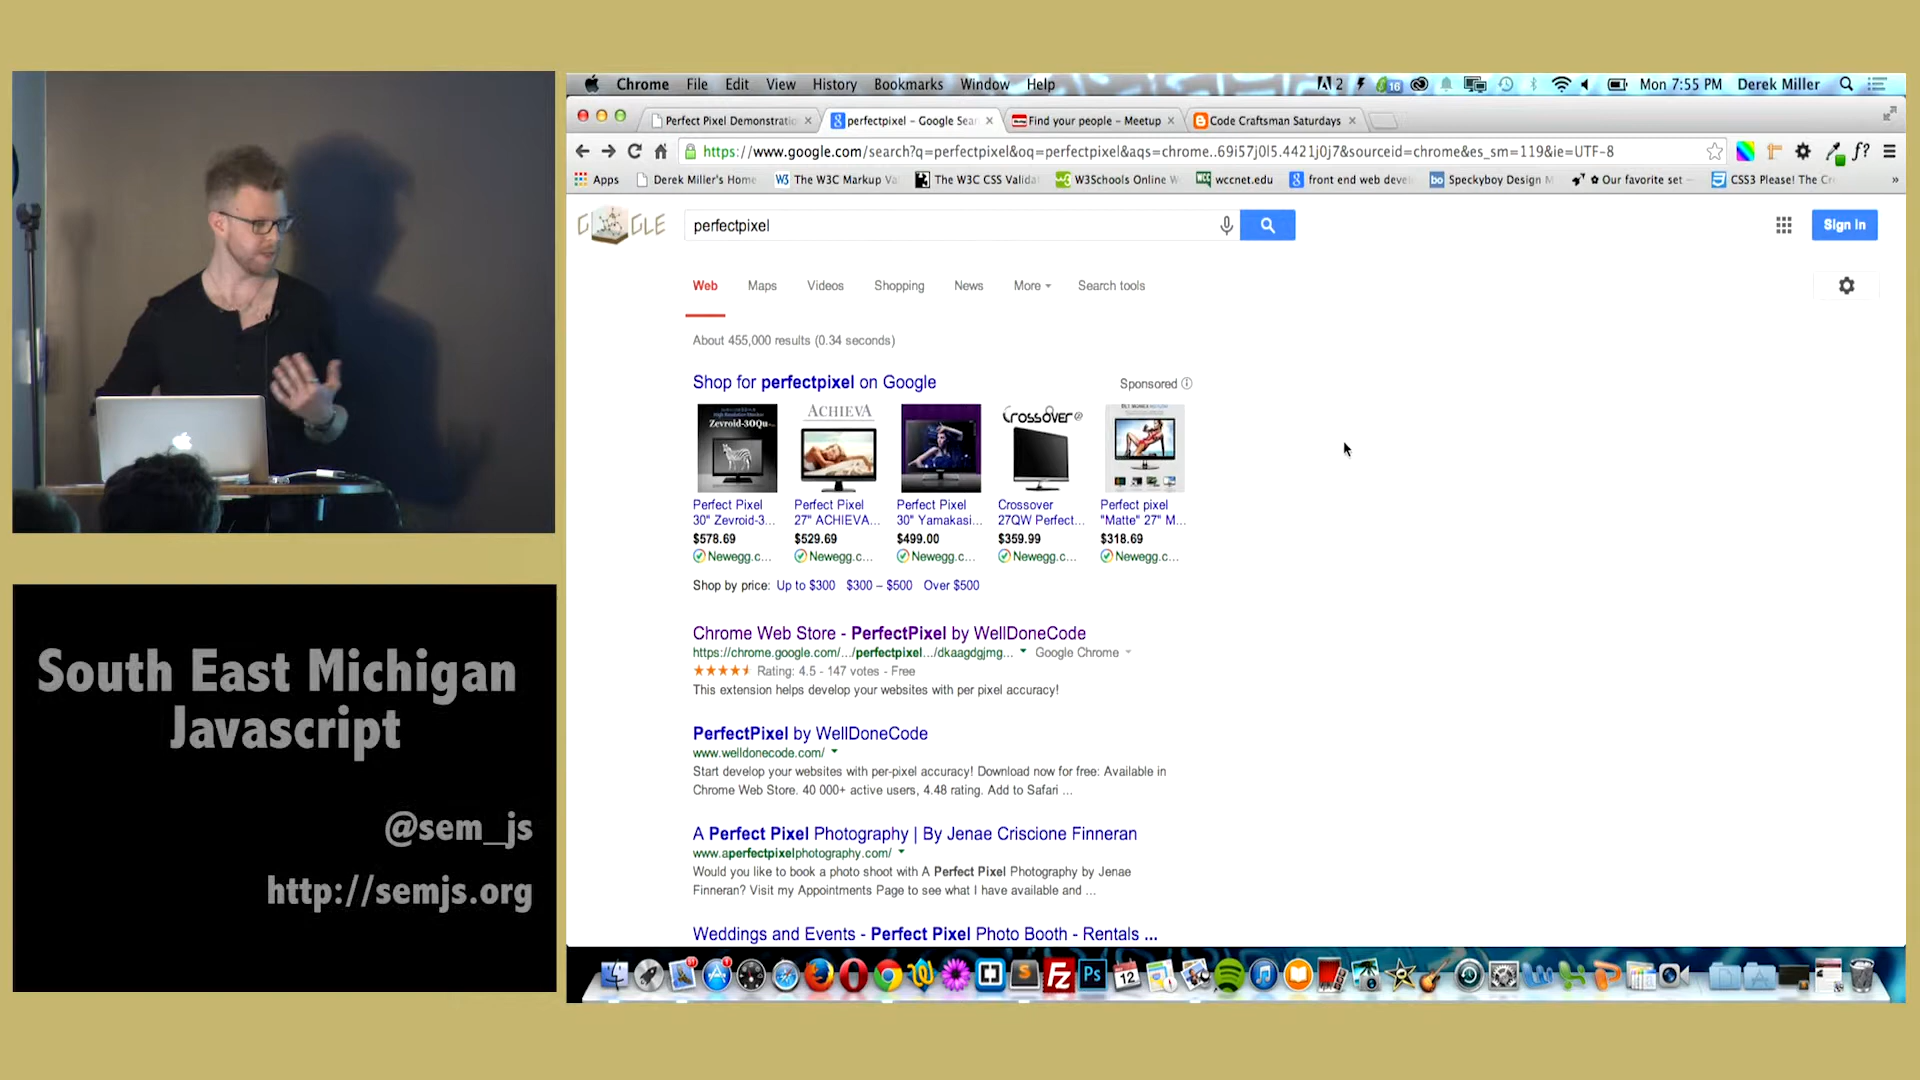 Chrome File Edit View History Bookmarks Window Help
2
16
Mon 7:55 PM Derek Miller
Perfect Pixel Demonstratio
perfectpixel - Google Sear
Find your people - Meetup
Code Craftsman Saturdays
https://www.google.com/search?q=perfectpixel&oq=perfectpixel&aqs=chrome..69i57j0l5.4421j0j7&sourceid=chrome&es_sm=119&ie=UTF-8
f?
Apps
Derek Miller's Home
The W3C Markup Va
The W3C CSS Valida
W3Schools Online W
wccnet.edu
front end web deve
Speckyboy Design M
Our favorite set
CSS3 Please! The Cr
»
perfectpixel
Sign in
Web Maps Videos Shopping News More Search tools
About 455,000 results (0.34 seconds)
Shop for perfectpixel on Google
Sponsored
Zevroid-30Qu
ACHIEVA
Crossover
Perfect Pixel
30" Zevroid-3...
$578.69
Newegg.c...
Perfect Pixel
27" ACHIEVA...
$529.69
Newegg.c...
Perfect Pixel
30" Yamakasi...
$499.00
Newegg.c...
Crossover
27QW Perfect...
$359.99
Newegg.c...
Perfect pixel
"Matte" 27" M...
$318.69
Newegg.c...
Shop by price: Up to $300 $300 – $500 Over $500
Chrome Web Store - PerfectPixel by WellDoneCode
https://chrome.google.com/.../perfectpixel.../dkaagdgjmg... Google Chrome
Rating: 4.5 - 147 votes - Free
This extension helps develop your websites with per pixel accuracy!
PerfectPixel by WellDoneCode
www.welldonecode.com/
Start develop your websites with per-pixel accuracy! Download now for free: Available in
Chrome Web Store. 40 000+ active users, 4.48 rating. Add to Safari ...
A Perfect Pixel Photography | By Jenae Criscione Finneran
www.aperfectpixelphotography.com/
Would you like to book a photo shoot with A Perfect Pixel Photography by Jenae
Finneran? Visit my Appointments Page to see what I have available and ...
Weddings and Events - Perfect Pixel Photo Booth - Rentals ...
Fz
Ps
12
South East Michigan
Javascript
@sem_js
http://semjs.org